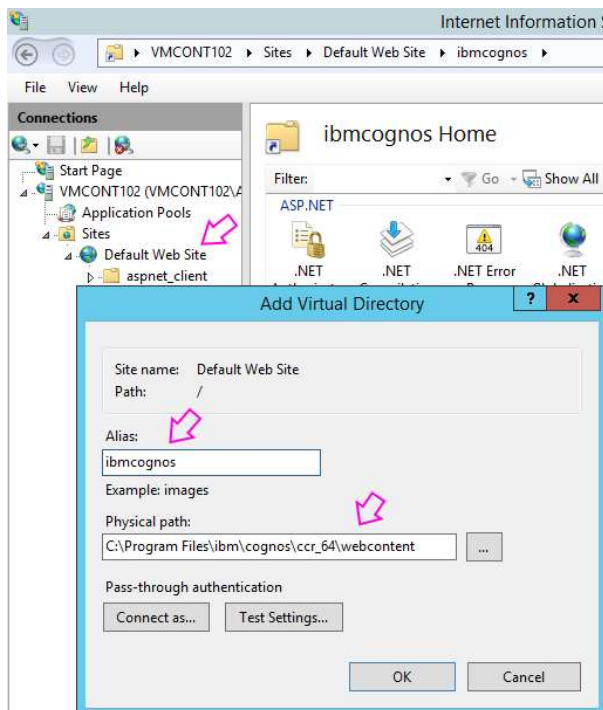 Internet Information
VMCONT102 Sites Default Web Site ibmcognos
File View Help
Connections
Start Page
VMCONT102 (VMCONT102\A
Application Pools
Sites
Default Web Site
aspnet_client
ibmcognos Home
Filter: Go Show All
ASP.NET
404
.NET .NET .NET Error .NET
Add Virtual Directory ? x
Site name: Default Web Site
Path: /
Alias:
ibmcognos
Example: images
Physical path:
C:\Program Files\ibm\cognos\ccr_64\webcontent ...
Pass-through authentication
Connect as... Test Settings...
OK Cancel